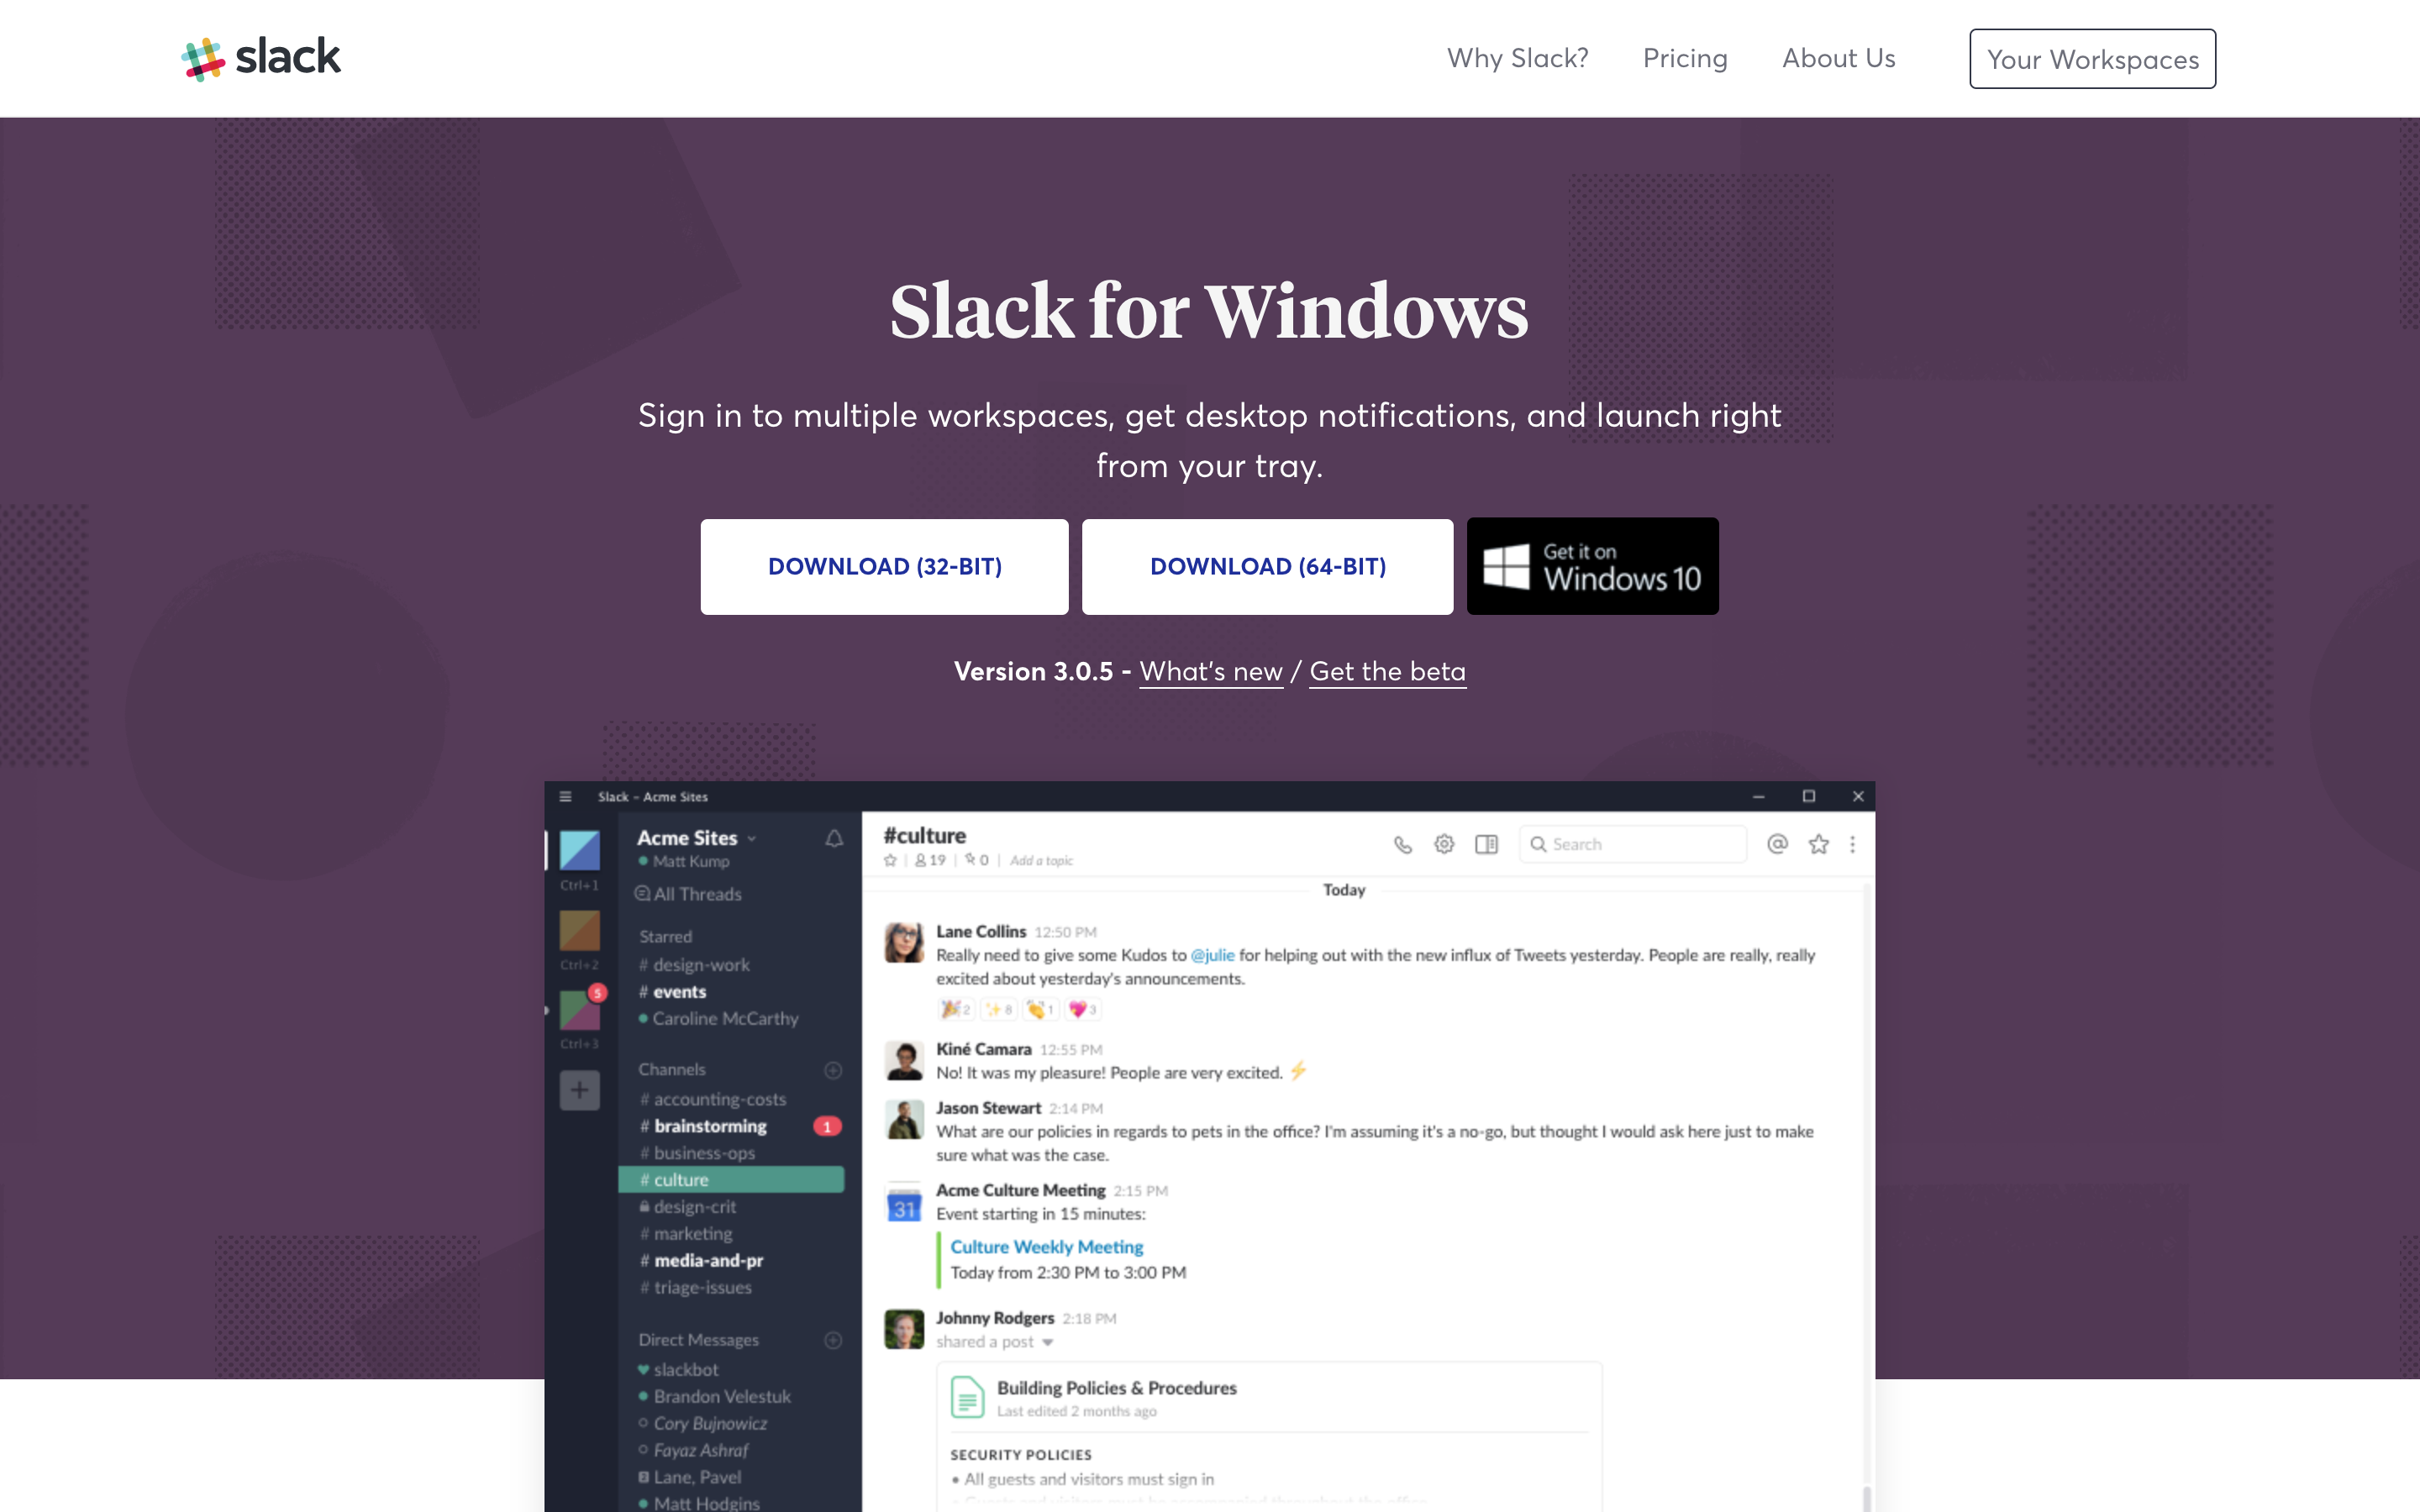 slack
Why Slack?
Pricing
About Us
Your Workspaces
Slack for Windows
Sign in to multiple workspaces, get desktop notifications, and launch right
from your tray.
DOWNLOAD (32-BIT)
DOWNLOAD (64-BIT)
Get it on
Windows 10
Version 3.0.5 - What's new / Get the beta
Slack - Acme Sites
Acme Sites
Matt Kump
All Threads
Starred
# design-work
# events
Caroline McCarthy
Channels
# accounting-costs
# brainstorming 1
# business-ops
# culture
design-crit
# marketing
# media-and-pr
# triage-issues
Direct Messages
slackbot
Brandon Velestuk
Cory Bujnowicz
Fayaz Ashraf
2 Lane, Pavel
Matt Hodgins
Ctrl+1
Ctrl+2
5
Ctrl+3
#culture
19 | 0 | Add a topic
Search
Today
Lane Collins 12:50 PM
Really need to give some Kudos to @julie for helping out with the new influx of Tweets yesterday. People are really, really
excited about yesterday's announcements.
2 8 1 3
Kiné Camara 12:55 PM
No! It was my pleasure! People are very excited.
Jason Stewart 2:14 PM
What are our policies in regards to pets in the office? I'm assuming it's a no-go, but thought I would ask here just to make
sure what was the case.
31
Acme Culture Meeting 2:15 PM
Event starting in 15 minutes:
Culture Weekly Meeting
Today from 2:30 PM to 3:00 PM
Johnny Rodgers 2:18 PM
shared a post
Building Policies & Procedures
Last edited 2 months ago
SECURITY POLICIES
• All guests and visitors must sign in
• Guests and visitors must be accompanied throughout the office